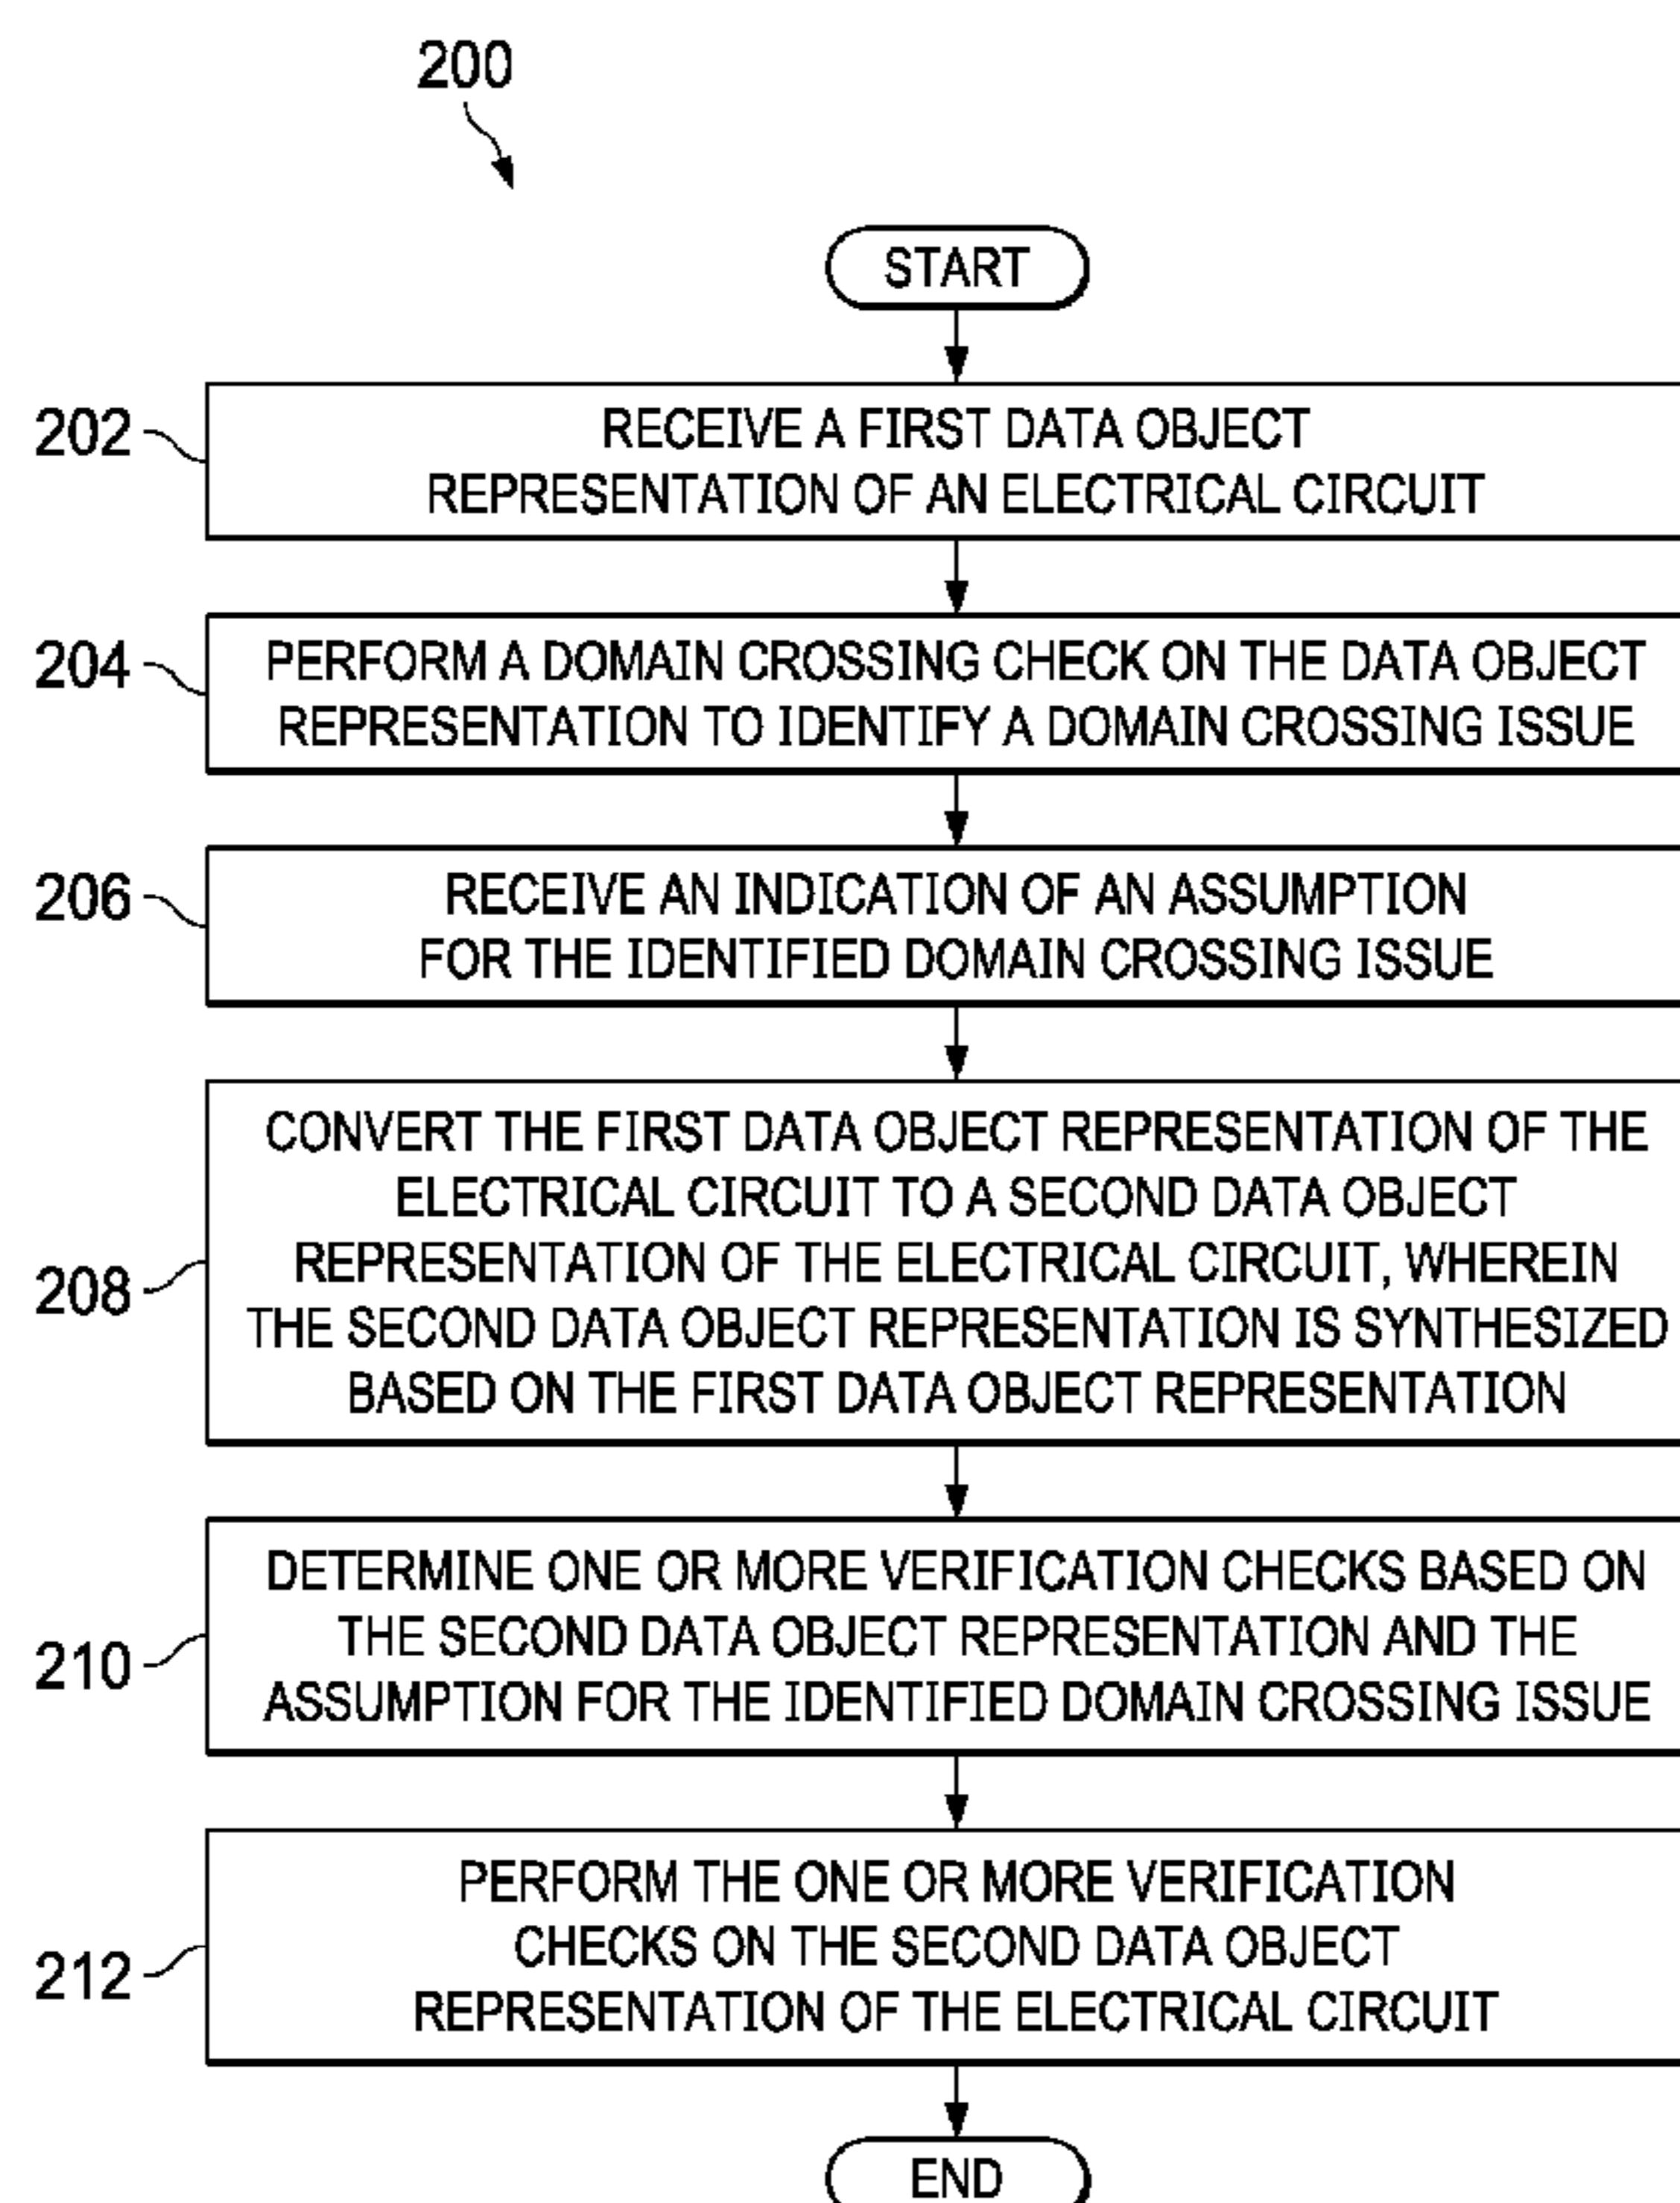 200
START
202
RECEIVE A FIRST DATA OBJECT
REPRESENTATION OF AN ELECTRICAL CIRCUIT
204
PERFORM A DOMAIN CROSSING CHECK ON THE DATA OBJECT
REPRESENTATION TO IDENTIFY A DOMAIN CROSSING ISSUE
206
RECEIVE AN INDICATION OF AN ASSUMPTION
FOR THE IDENTIFIED DOMAIN CROSSING ISSUE
208
CONVERT THE FIRST DATA OBJECT REPRESENTATION OF THE
ELECTRICAL CIRCUIT TO A SECOND DATA OBJECT
REPRESENTATION OF THE ELECTRICAL CIRCUIT, WHEREIN
THE SECOND DATA OBJECT REPRESENTATION IS SYNTHESIZED
BASED ON THE FIRST DATA OBJECT REPRESENTATION
210
DETERMINE ONE OR MORE VERIFICATION CHECKS BASED ON
THE SECOND DATA OBJECT REPRESENTATION AND THE
ASSUMPTION FOR THE IDENTIFIED DOMAIN CROSSING ISSUE
212
PERFORM THE ONE OR MORE VERIFICATION
CHECKS ON THE SECOND DATA OBJECT
REPRESENTATION OF THE ELECTRICAL CIRCUIT
END